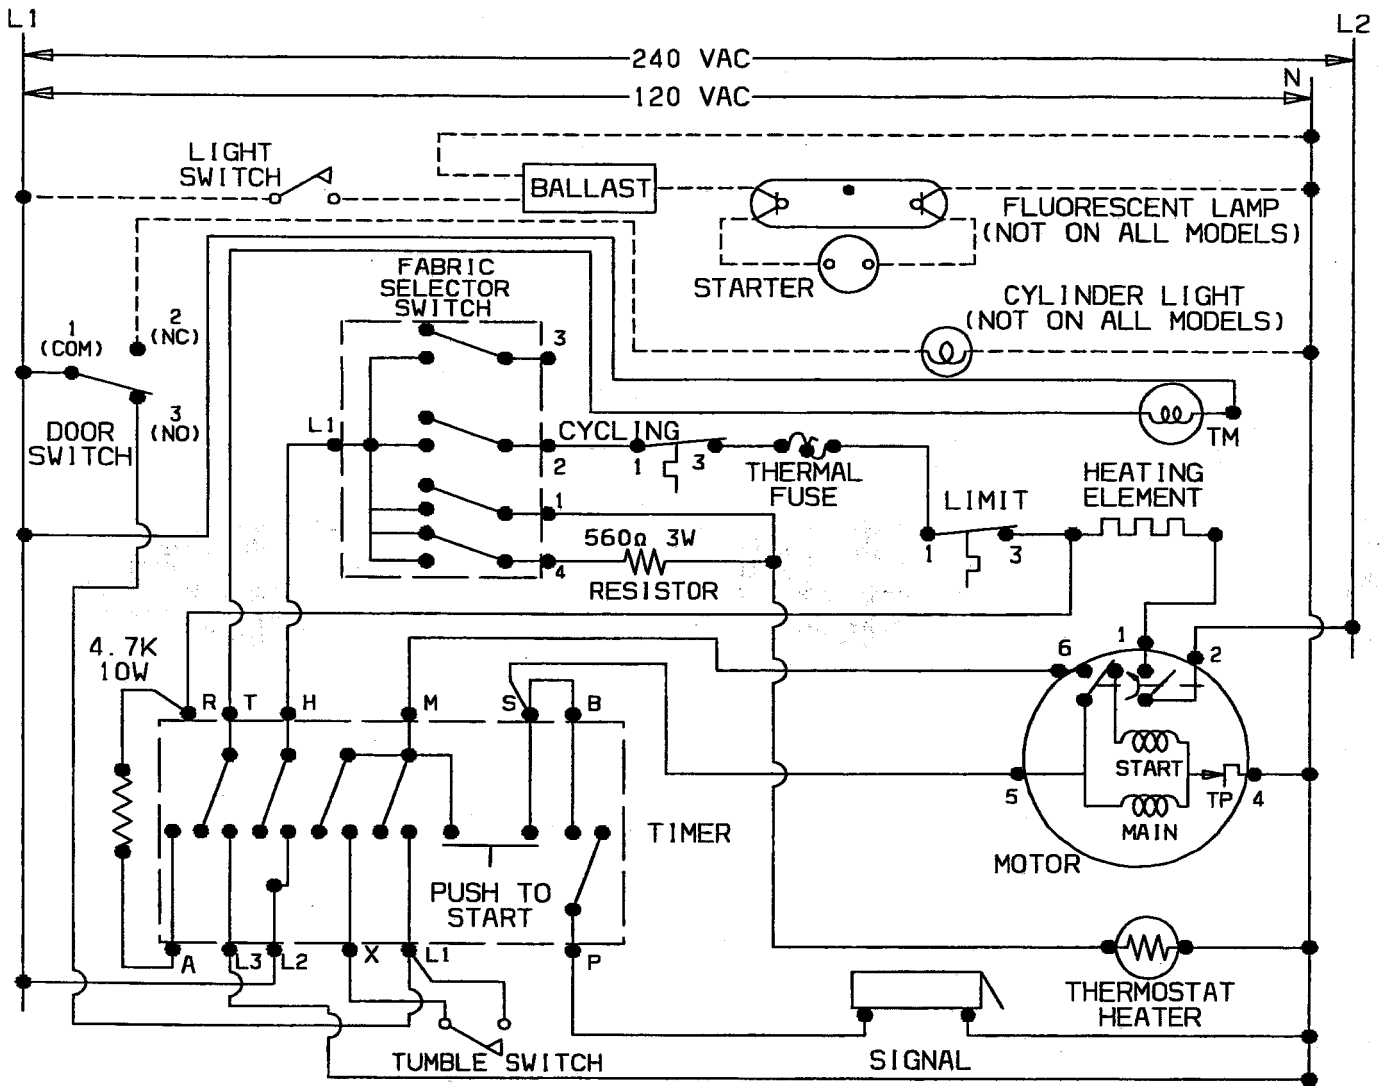 L1
L2
240 VAC
N
120 VAC
LIGHT
SWITCH
BALLAST
FLUORESCENT LAMP
(NOT ON ALL MODELS)
STARTER
FABRIC
SELECTOR
SWITCH
CYLINDER LIGHT
(NOT ON ALL MODELS)
1
(COM)
2
(NC)
3
3
(NO)
DOOR
SWITCH
L1
CYCLING
2
1
3
THERMAL
FUSE
TM
HEATING
ELEMENT
LIMIT
1
3
1
560Ω 3W
4
RESISTOR
4.7K
10W
6
1
2
R
T
H
M
S
B
START
5
TP
4
MAIN
MOTOR
TIMER
PUSH TO
START
A
L3
L2
X
L1
P
THERMOSTAT
HEATER
TUMBLE SWITCH
SIGNAL